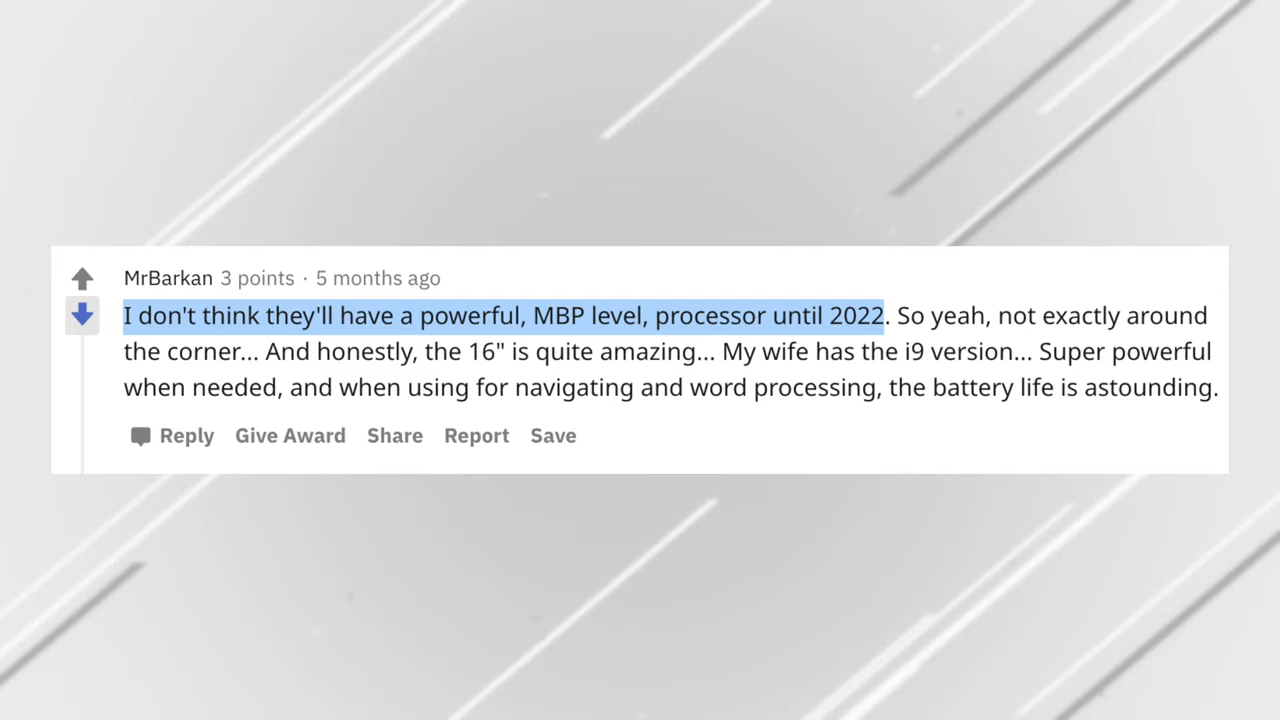 MrBarkan 3 points · 5 months ago
I don't think they'll have a powerful, MBP level, processor until 2022. So yeah, not exactly around
the corner... And honestly, the 16" is quite amazing... My wife has the i9 version... Super powerful
when needed, and when using for navigating and word processing, the battery life is astounding.
Reply Give Award Share Report Save